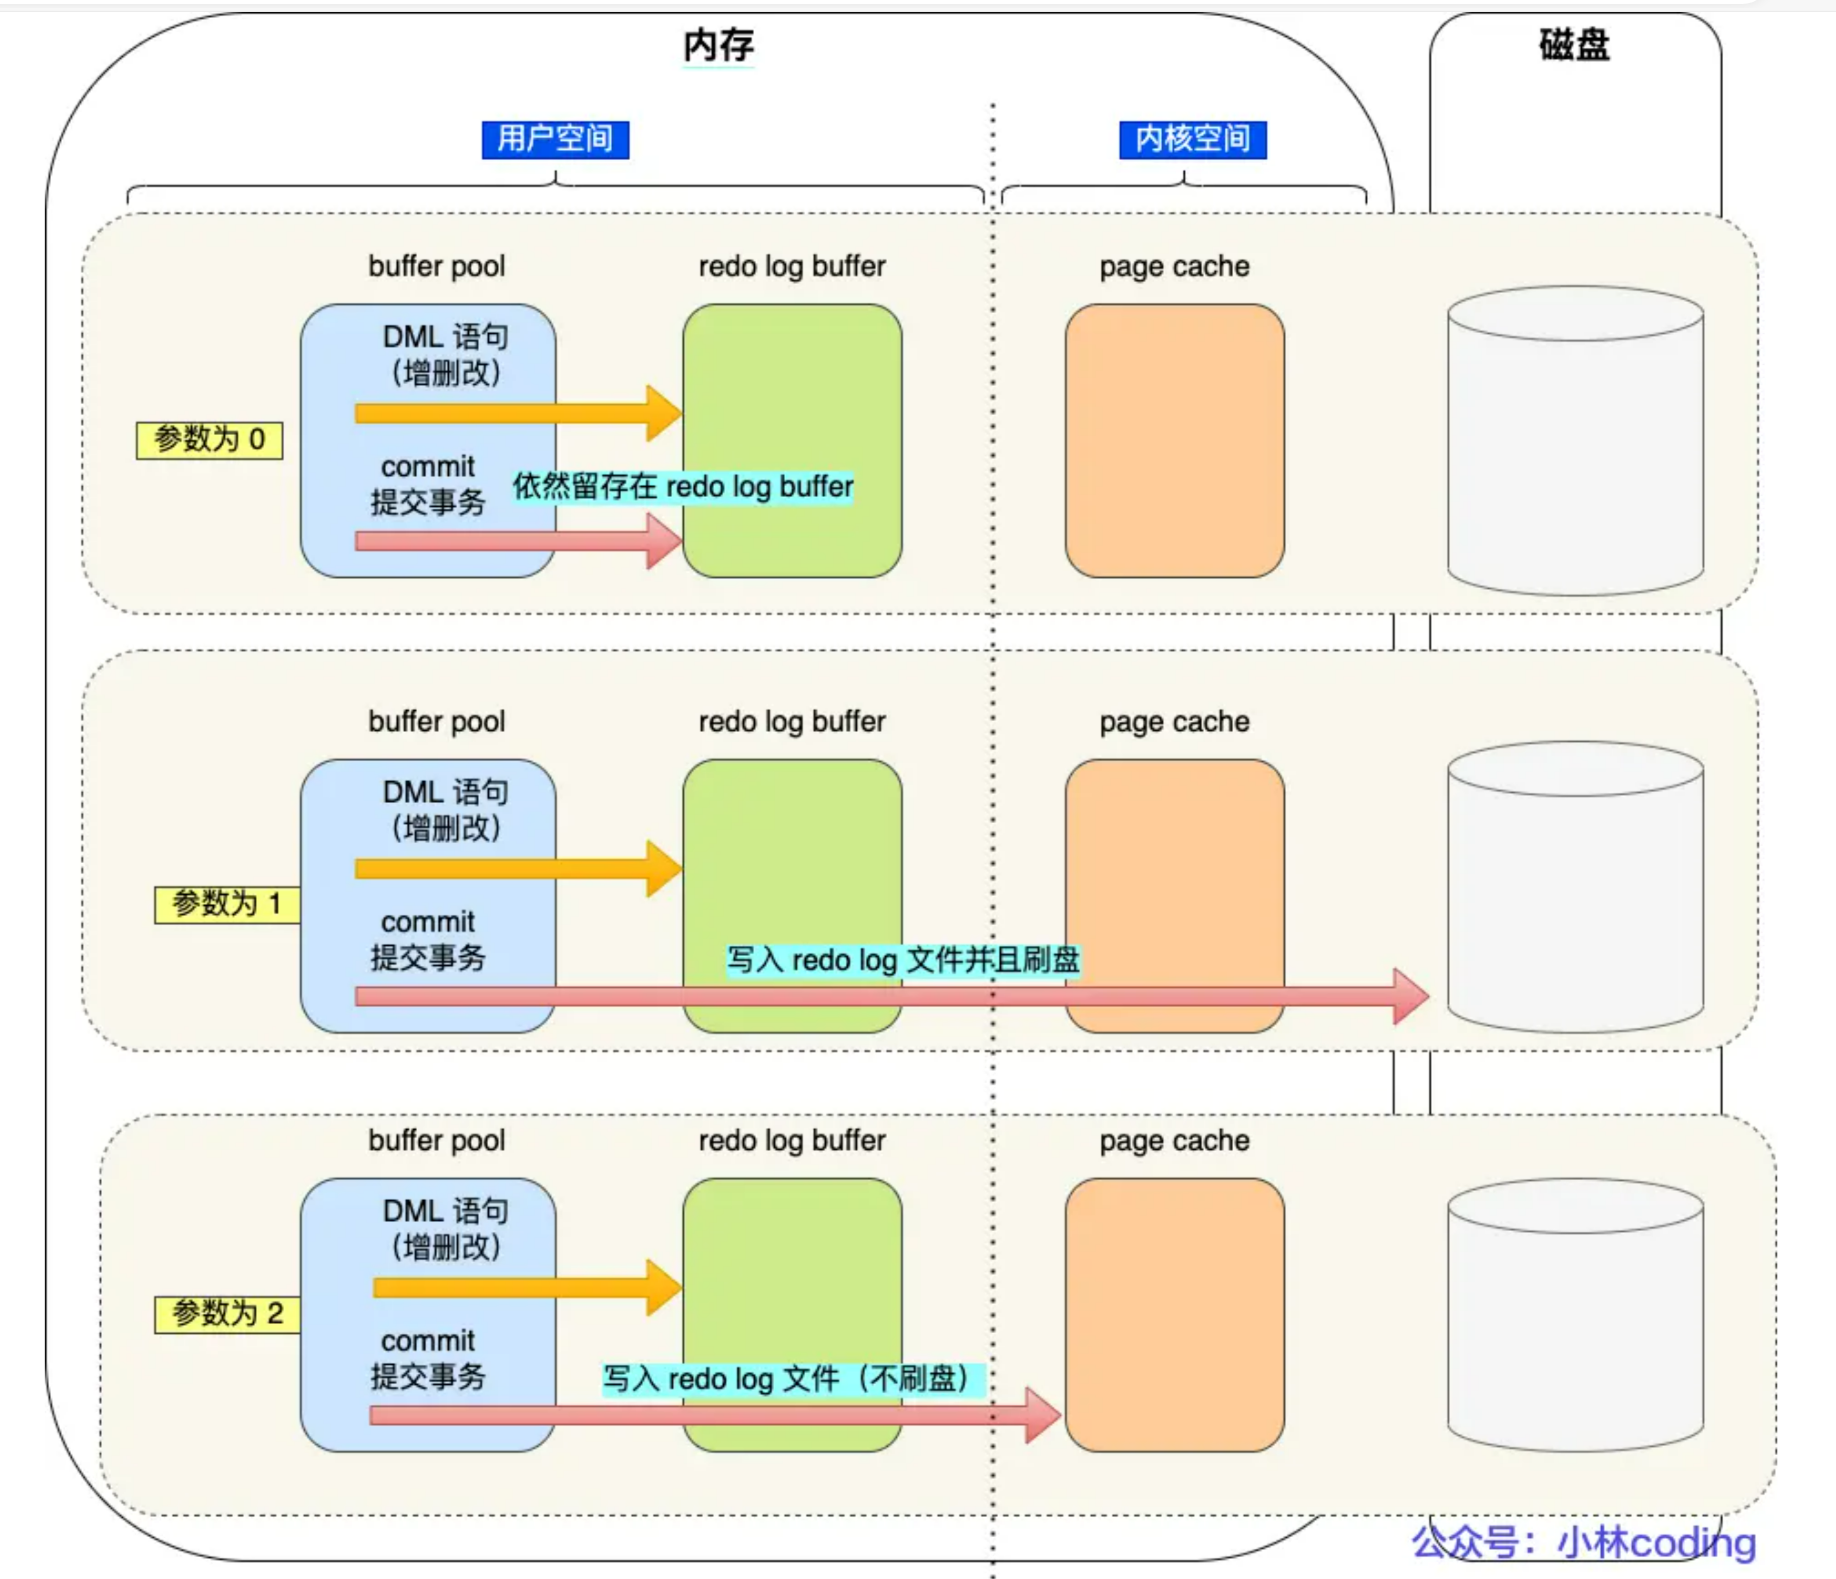 内存
磁盘
用户空间
内核空间
buffer pool
redo log buffer
page cache
DML 语句
（增删改）
参数为 0
commit
提交事务
依然留存在 redo log buffer
buffer pool
redo log buffer
page cache
DML 语句
（增删改）
参数为 1
commit
提交事务
写入 redo log 文件并且刷盘
buffer pool
redo log buffer
page cache
DML 语句
（增删改）
参数为 2
commit
提交事务
写入 redo log 文件（不刷盘）
公众号：小林coding